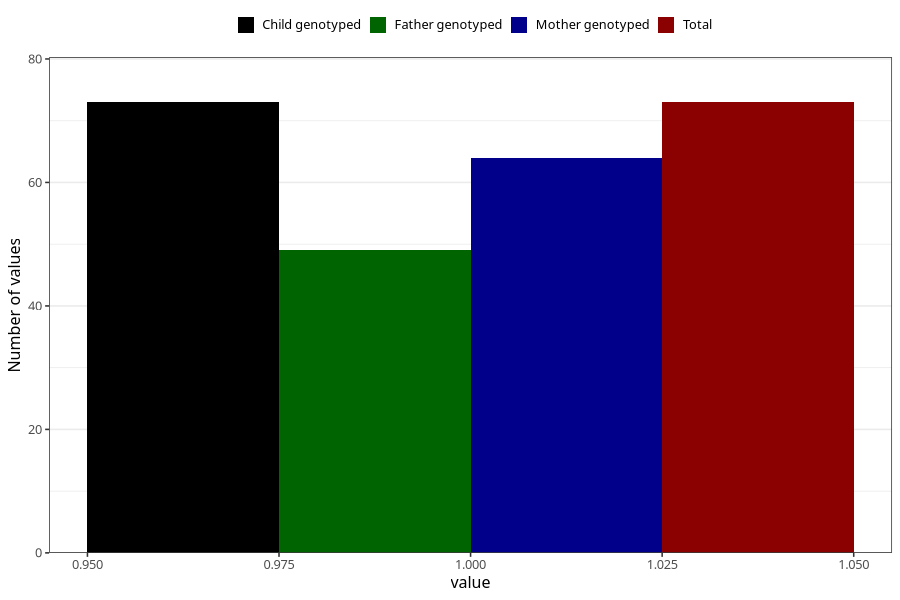 Child genotyped Father genotyped Mother genotyped Total
80
60
40
20
0
Number of values
0.950 0.975 1.000 1.025 1.050
value